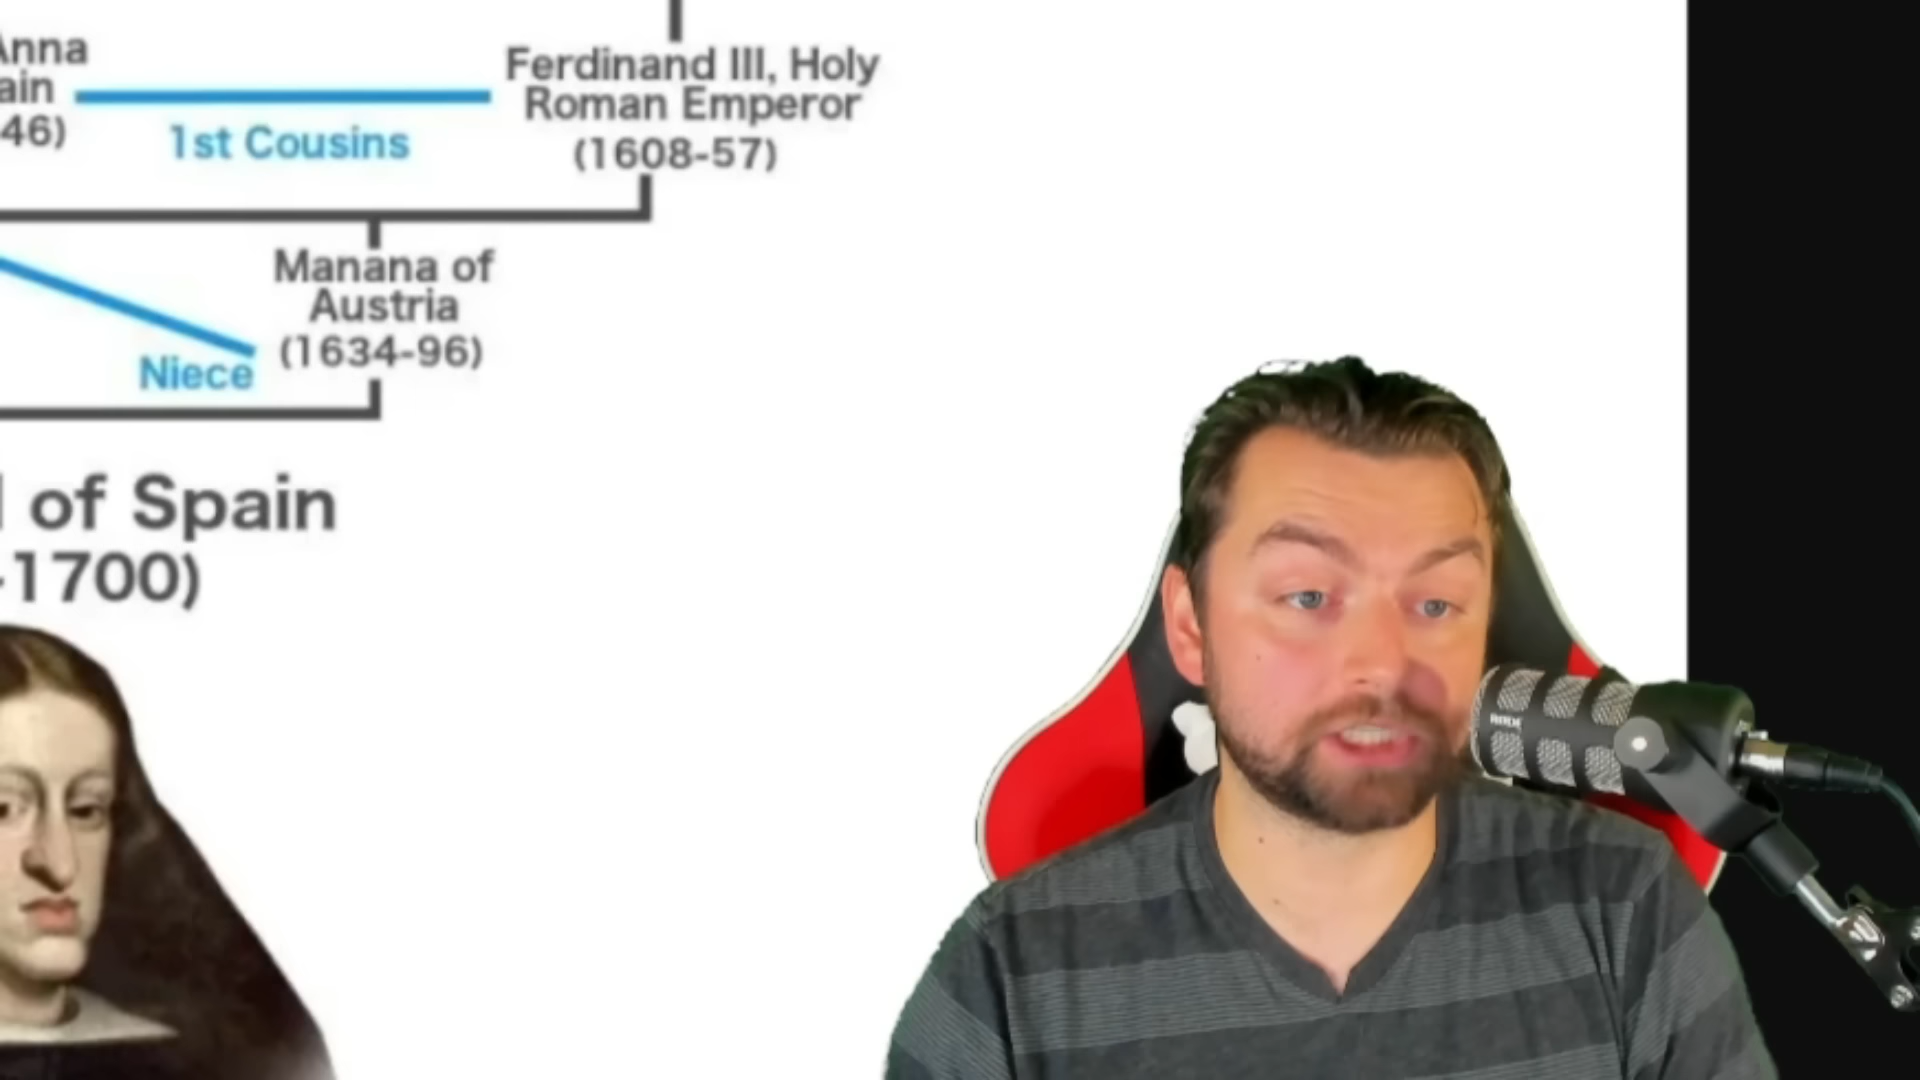 Anna
ain
46)
1st Cousins
Ferdinand III, Holy
Roman Emperor
(1608-57)
Manana of
Austria
(1634-96)
Niece
of Spain
-1700)
RØDE